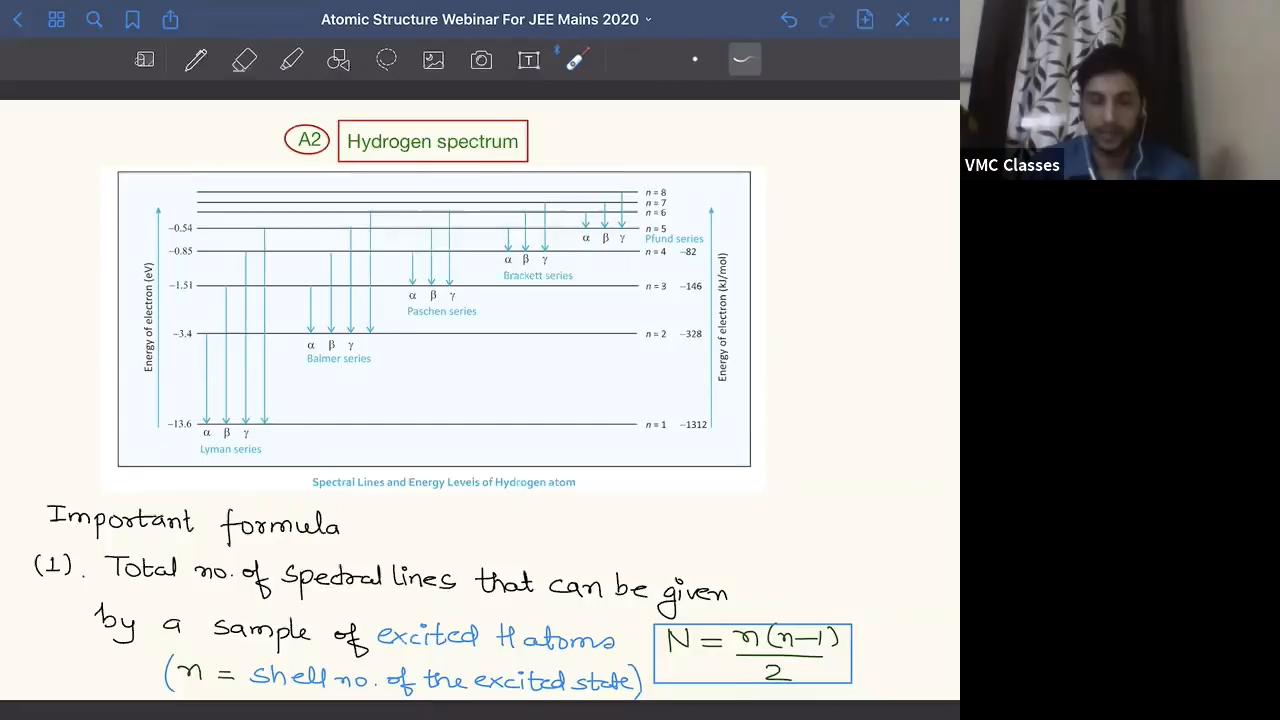 Atomic Structure Webinar For JEE Mains 2020
VMC Classes
A2 Hydrogen spectrum
n = 8
n = 7
n = 6
−0.54 n = 5
α β γ Pfund series
−0.85 n = 4 −82
α β γ
Brackett series
−1.51 n = 3 −146
α β γ
Paschen series
−3.4 n = 2 −328
α β γ
Balmer series
−13.6 n = 1 −1312
α β γ
Lyman series
Energy of electron (eV)
Energy of electron (kJ/mol)
Spectral Lines and Energy Levels of Hydrogen atom
Important formula
(1). Total no. of spectral lines that can be given
by a sample of excited H atoms N = n(n−1)/2
(n = shell no. of the excited state)